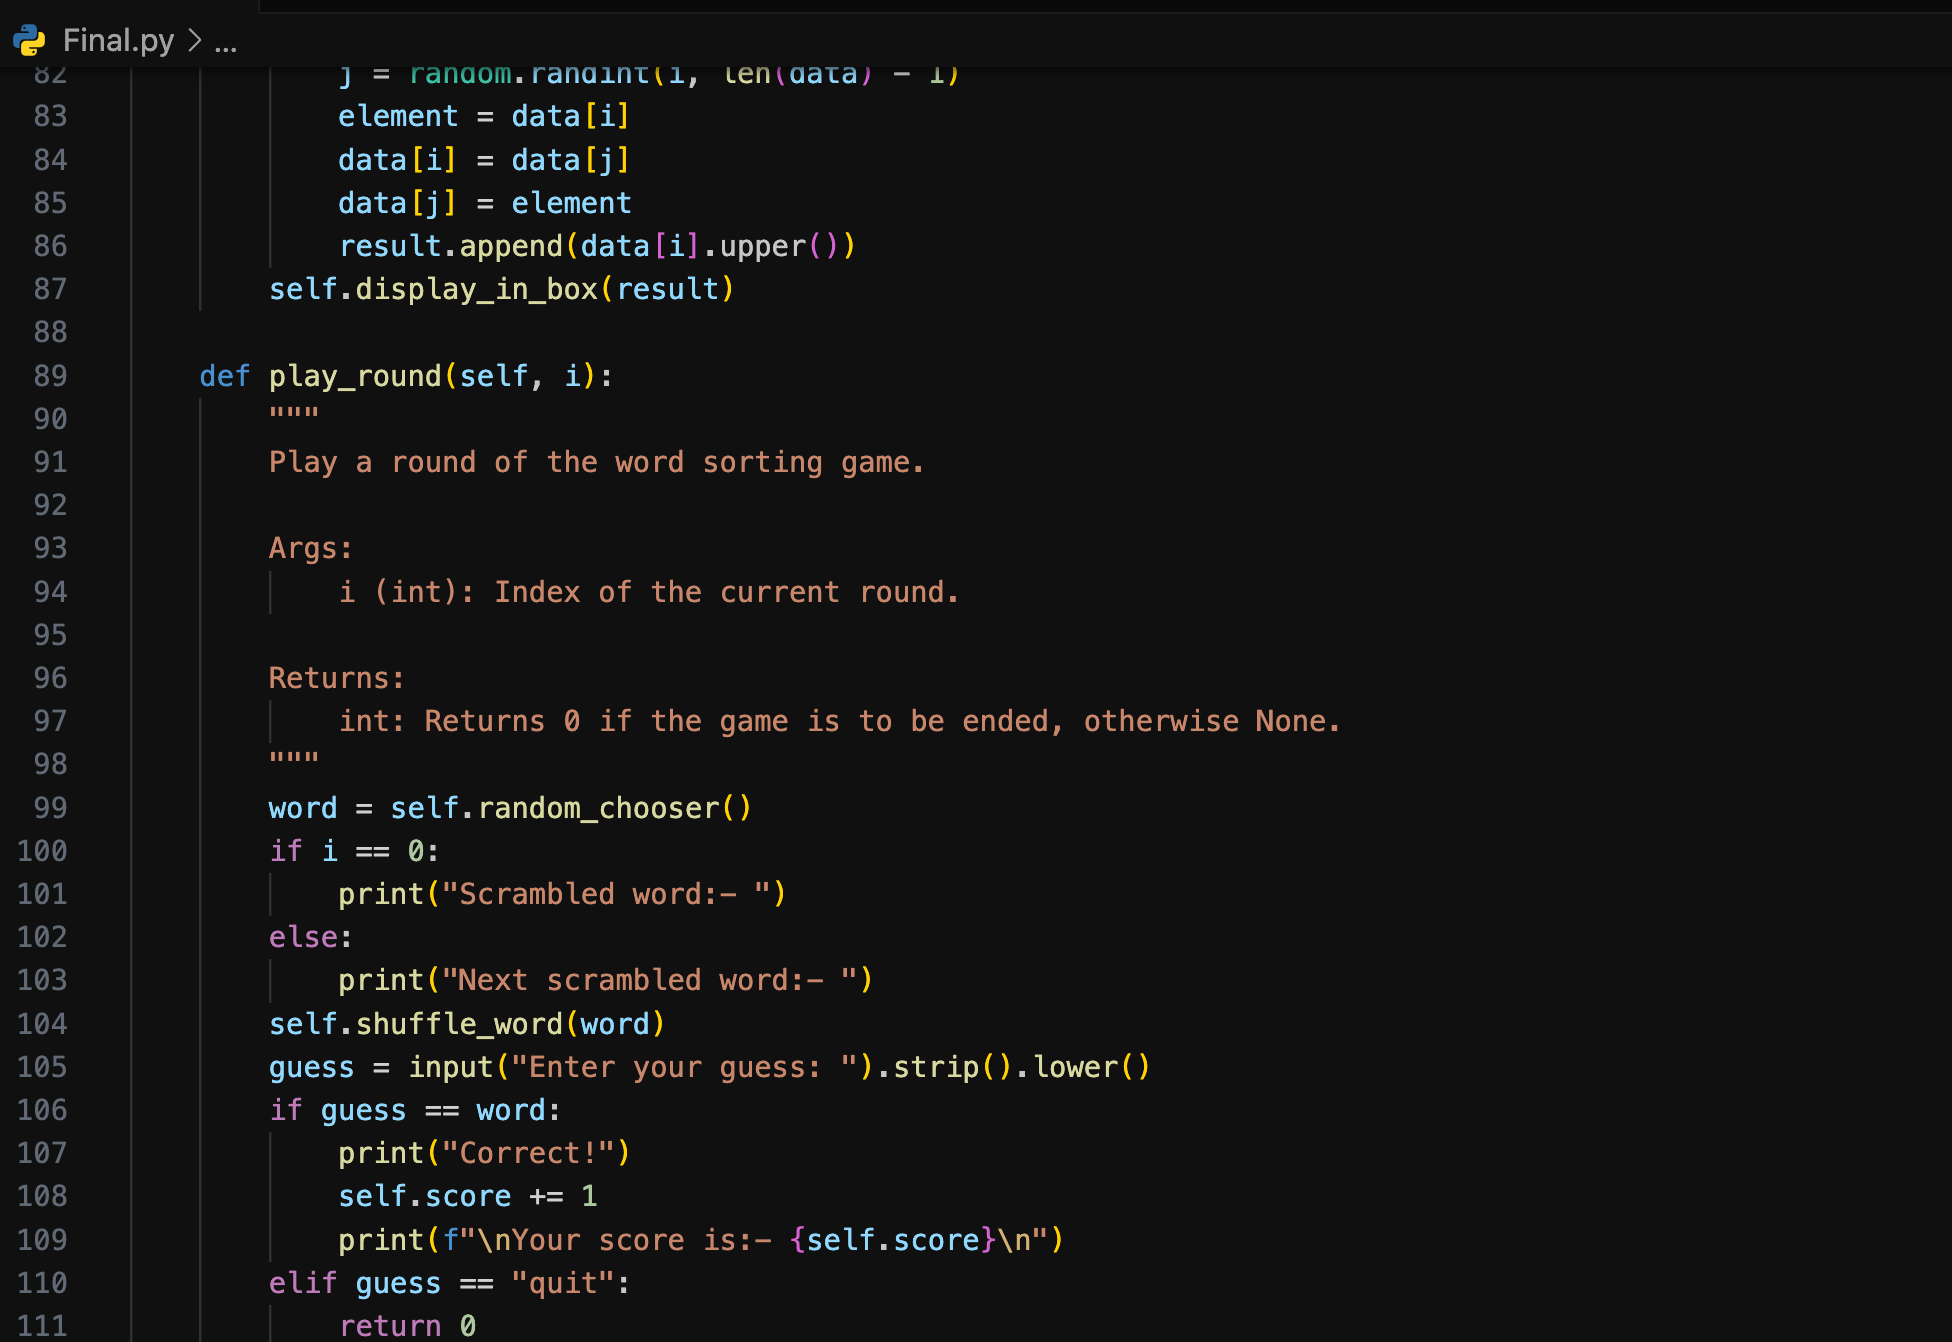 Final.py > ...
82 j = random.randint(i, len(data) - 1)
83 element = data[i]
84 data[i] = data[j]
85 data[j] = element
86 result.append(data[i].upper())
87 self.display_in_box(result)
88
89 def play_round(self, i):
90 """
91 Play a round of the word sorting game.
92
93 Args:
94 i (int): Index of the current round.
95
96 Returns:
97 int: Returns 0 if the game is to be ended, otherwise None.
98 """
99 word = self.random_chooser()
100 if i == 0:
101 print("Scrambled word:- ")
102 else:
103 print("Next scrambled word:- ")
104 self.shuffle_word(word)
105 guess = input("Enter your guess: ").strip().lower()
106 if guess == word:
107 print("Correct!")
108 self.score += 1
109 print(f"\nYour score is:- {self.score}\n")
110 elif guess == "quit":
111 return 0